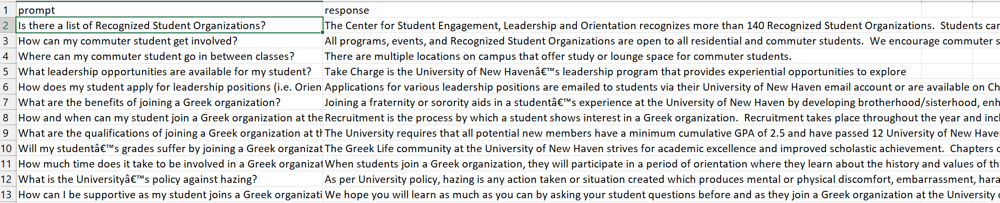 1 prompt response
2 Is there a list of Recognized Student Organizations? The Center for Student Engagement, Leadership and Orientation recognizes more than 140 Recognized Student Organizations.  Students can
3 How can my commuter student get involved? All programs, events, and Recognized Student Organizations are open to all residential and commuter students.  We encourage commuter s
4 Where can my commuter student go in between classes? There are multiple locations on campus that offer study or lounge space for commuter students.
5 What leadership opportunities are available for my student? Take Charge is the University of New Havenâ€™s leadership program that provides experiential opportunities to explore
6 How does my student apply for leadership positions (i.e. Orien Applications for various leadership positions are emailed to students via their University of New Haven email account or are available on Ch
7 What are the benefits of joining a Greek organization? Joining a fraternity or sorority aids in a studentâ€™s experience at the University of New Haven by developing brotherhood/sisterhood, enh
8 How and when can my student join a Greek organization at the Recruitment is the process by which a student shows interest in a Greek organization.  Recruitment takes place throughout the year and incl
9 What are the qualifications of joining a Greek organization at th The University requires that all potential new members have a minimum cumulative GPA of 2.5 and have passed 12 University of New Have
10 Will my studentâ€™s grades suffer by joining a Greek organizat The Greek Life community at the University of New Haven strives for academic excellence and improved scholastic achievement.  Chapters
11 How much time does it take to be involved in a Greek organizat When students join a Greek organization, they will participate in a period of orientation where they learn about the history and values of th
12 What is the Universityâ€™s policy against hazing? As per University policy, hazing is any action taken or situation created which produces mental or physical discomfort, embarrassment, hara
13 How can I be supportive as my student joins a Greek organizati We hope you will learn as much as you can by asking your student questions before and as they join a Greek organization at the University